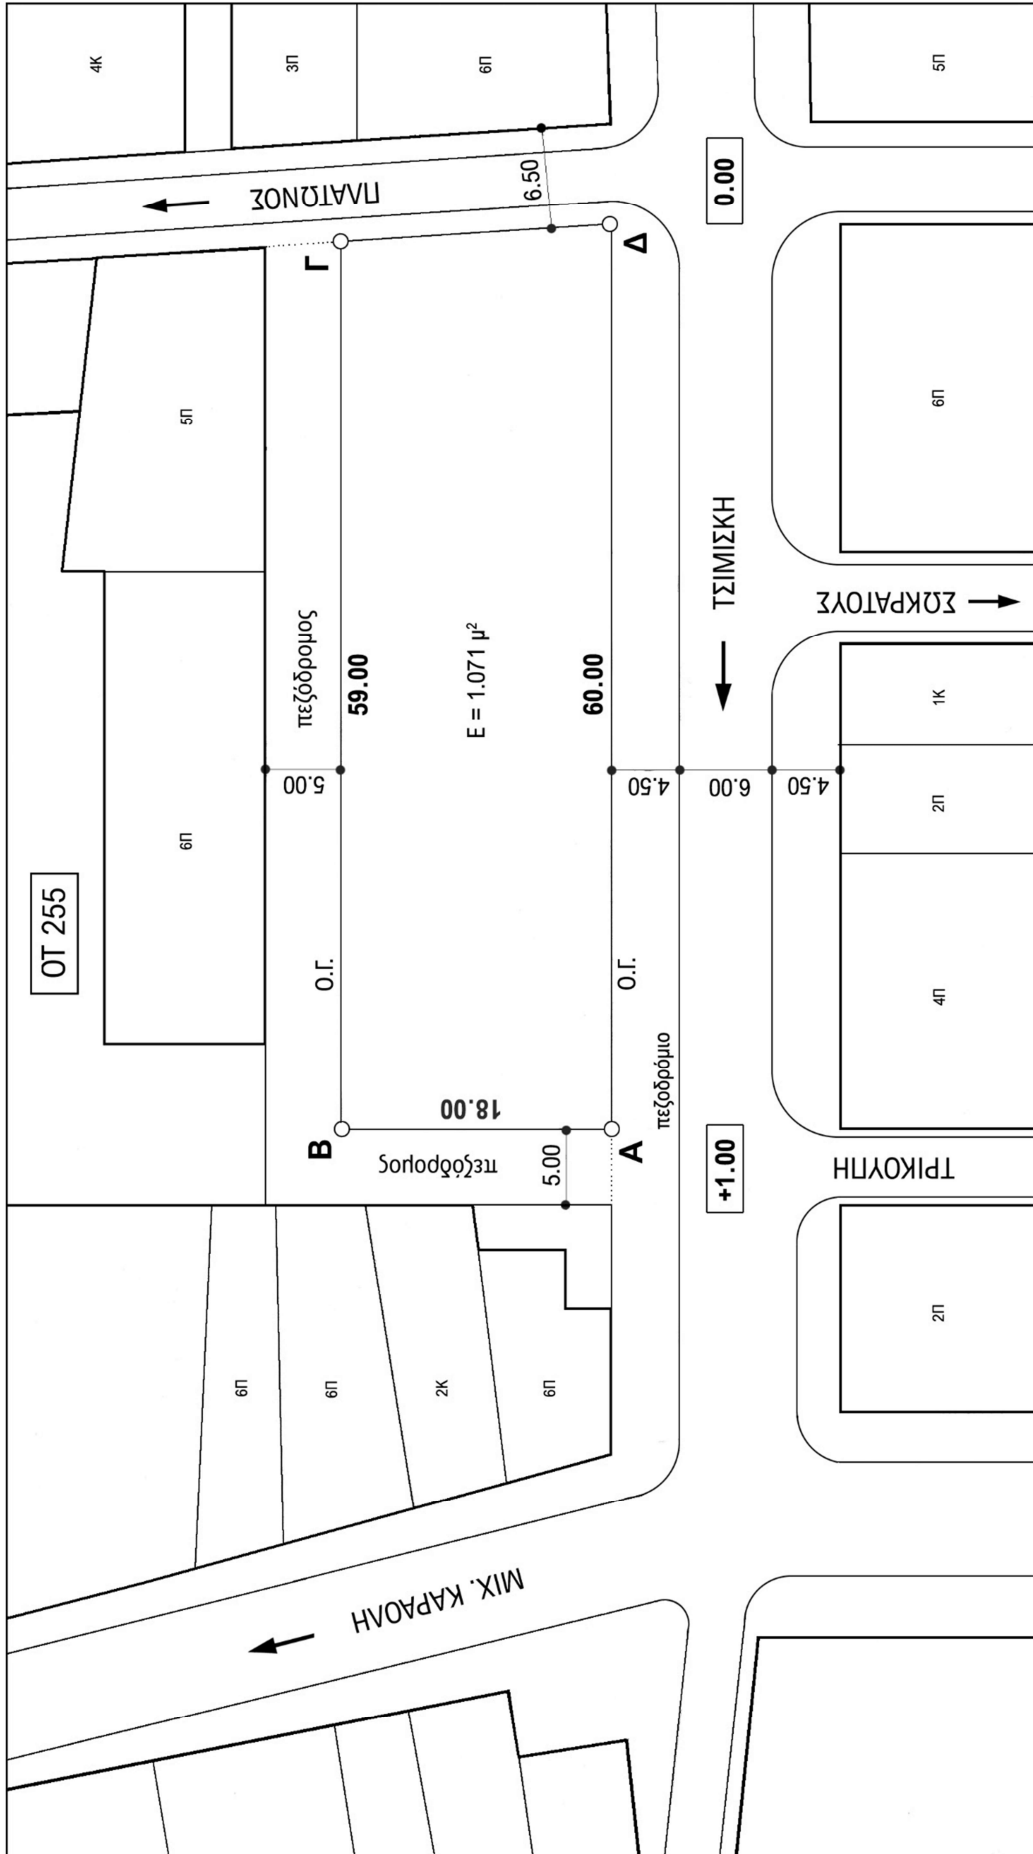 4Κ
3Π
6Π
5Π
ΠΛΑΤΩΝΟΣ
6.50
0.00
Γ
Δ
5Π
6Π
πεζόδρομος
59.00
Ε = 1.071 μ²
60.00
ΤΣΙΜΙΣΚΗ
ΣΩΚΡΑΤΟΥΣ
1Κ
6Π
5.00
4.50
6.00
4.50
2Π
ΟΤ 255
Ο.Γ.
Ο.Γ.
4Π
πεζοδρόμιο
18.00
Β
Α
πεζόδρομος
5.00
+1.00
ΤΡΙΚΟΥΠΗ
6Π
6Π
2Κ
6Π
2Π
ΜΙΧ. ΚΑΡΑΟΛΗ